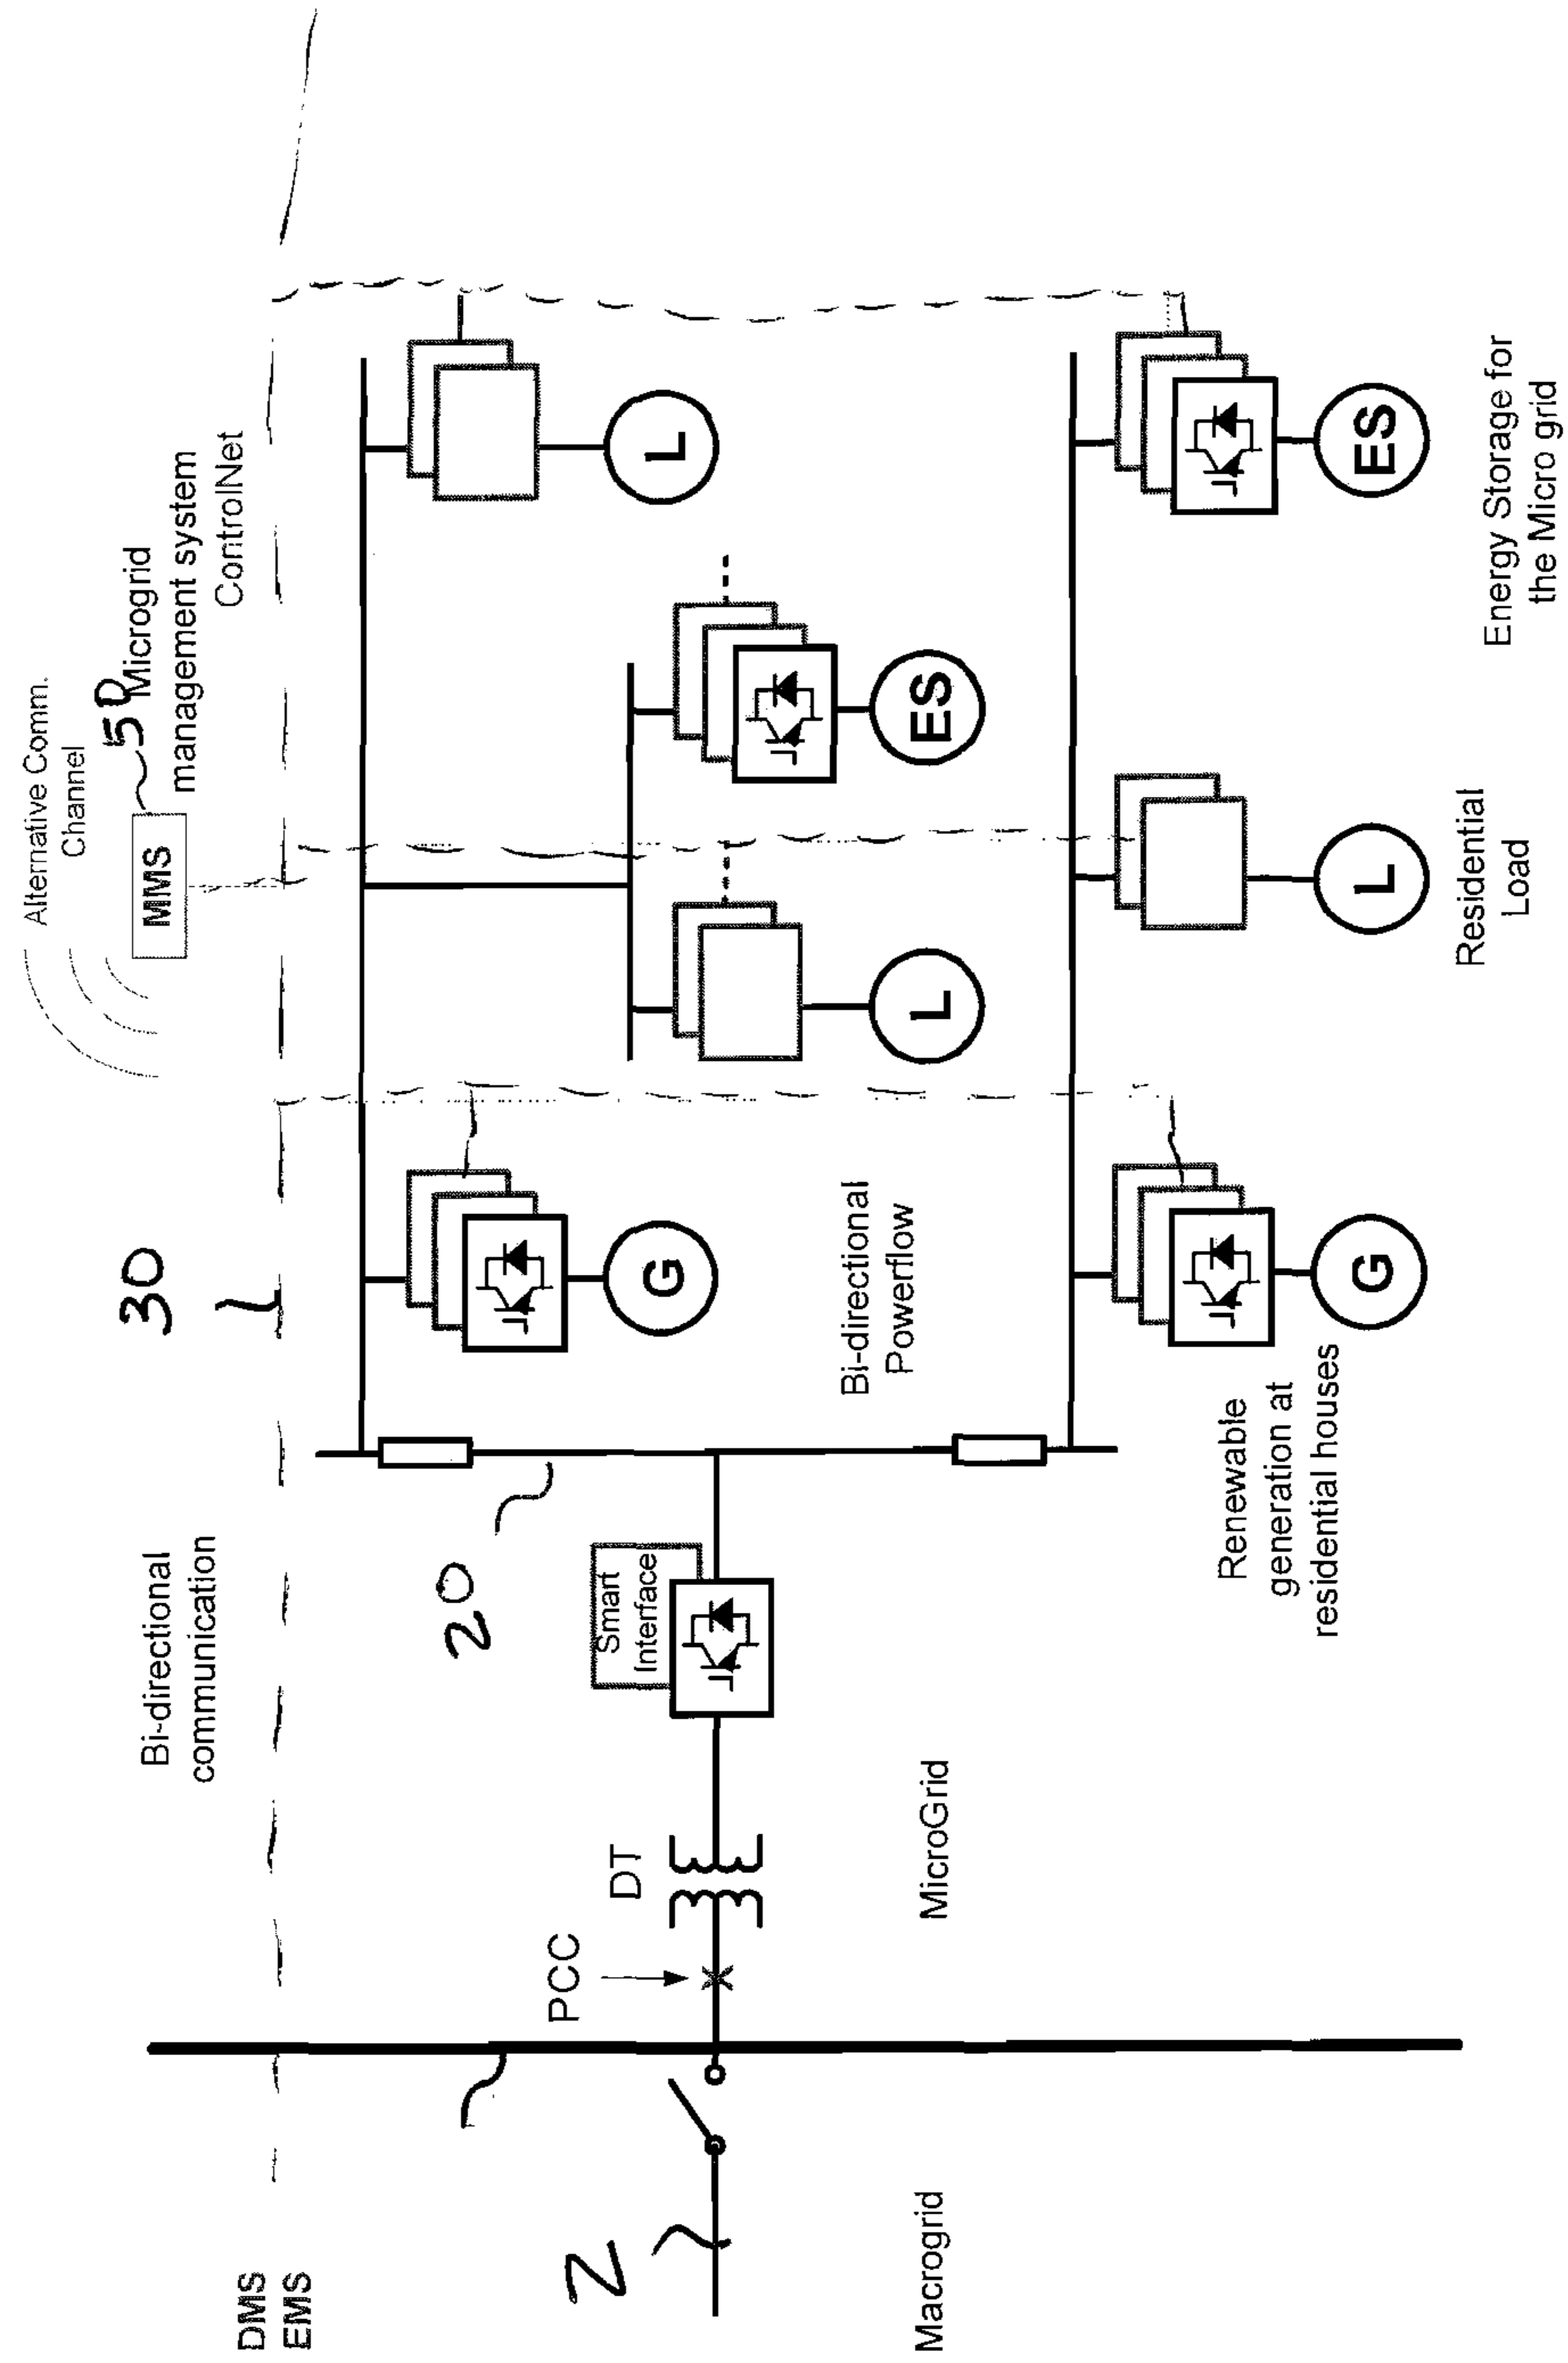 Alternative Comm.
Channel
MMS
50
Microgrid
management system
ControlNet
30
Bi-directional
communication
DMS
EMS
20
Smart
Interface
DT
PCC
2
G
L
L
ES
Bi-directional
Powerflow
MicroGrid
Macrogrid
G
L
ES
Renewable
generation at
residential houses
Residential
Load
Energy Storage for
the Micro grid